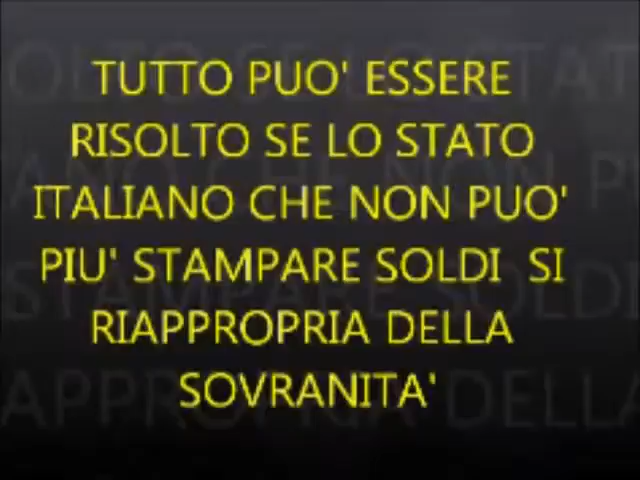 TUTTO PUO' ESSERE
RISOLTO SE LO STATO
ITALIANO CHE NON PUO'
PIU' STAMPARE SOLDI  SI
RIAPPROPRIA DELLA
SOVRANITA'